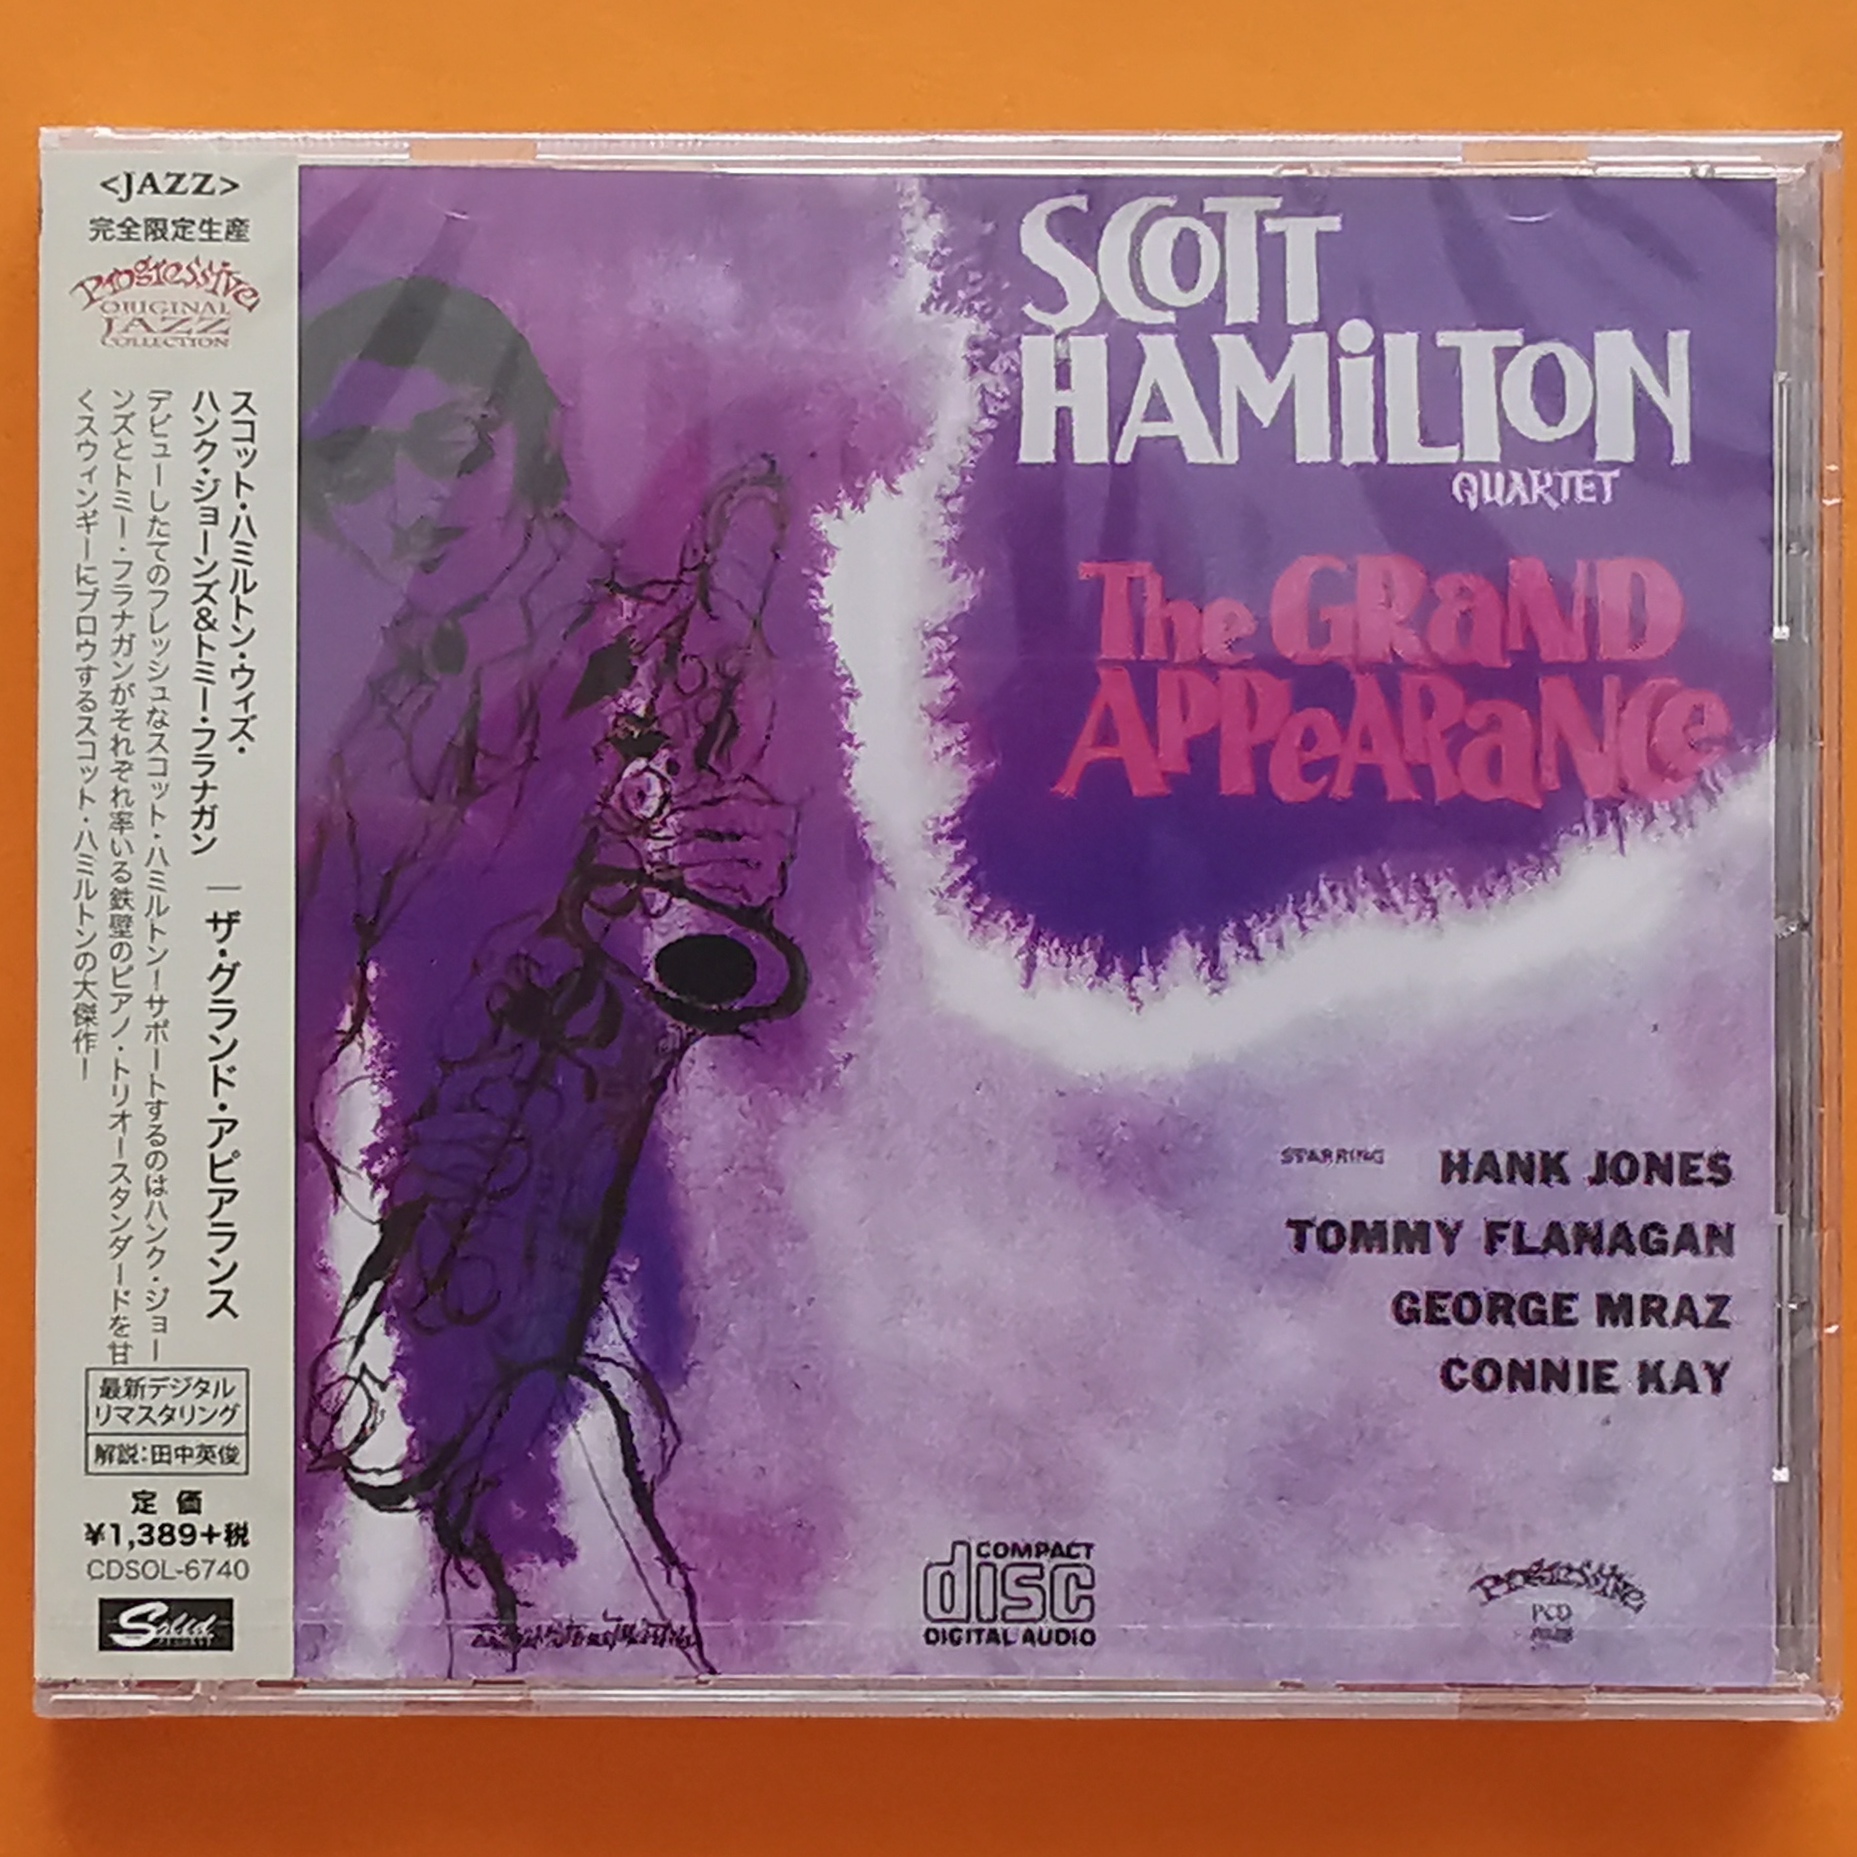 <JAZZ>
完全限定生産
Progressive
ORIGINAL
JAZZ
COLLECTION
スコット・ハミルトン・ウィズ・
ハンク・ジョーンズ&トミー・フラナガン
ザ・グランド・アピアランス
デビューしたてのフレッシュなスコット・ハミルトン!サポートするのはハンク・ジョー
ンズとトミー・フラナガンがそれぞれ率いる鉄壁のピアノ・トリオースタンダードを甘
くスウィンギーにブロウするスコット・ハミルトンの大傑作!
最新デジタル
リマスタリング
解説:田中英俊
定 価
¥1,389+税
CDSOL-6740
SCOTT
HAMiLTON
QUARTET
The GRaND
APPeARaNCe
STARRING HANK JONES
TOMMY FLANAGAN
GEORGE MRAZ
CONNIE KAY
COMPACT
disc
DIGITAL AUDIO
Progressive
PCD